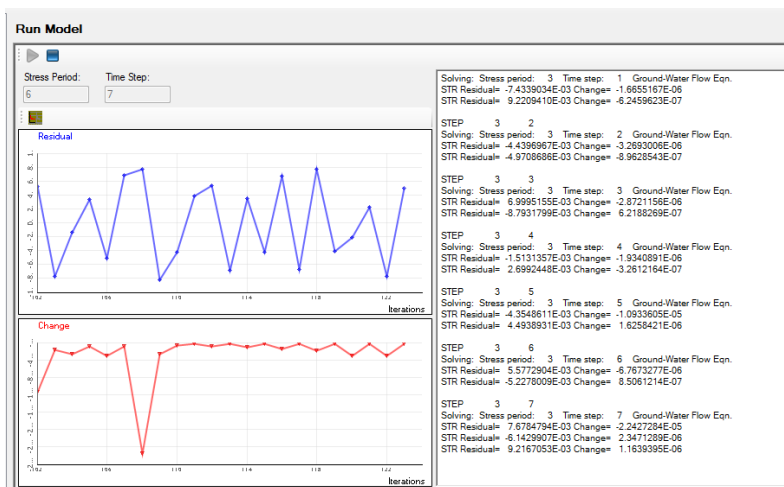 Run Model
Stress Period:
Time Step:
6
7
Residual
102
106
110
114
118
122
Iterations
Change
102
106
110
114
118
122
Iterations
Solving: Stress period: 3 Time step: 1 Ground-Water Flow Eqn.
STR Residual= -7.4339034E-03 Change= -1.6655167E-06
STR Residual= 9.2209410E-03 Change= -6.2459623E-07
STEP 3 2
Solving: Stress period: 3 Time step: 2 Ground-Water Flow Eqn.
STR Residual= -4.4396967E-03 Change= -3.2693006E-06
STR Residual= -4.9708686E-03 Change= -8.9628543E-07
STEP 3 3
Solving: Stress period: 3 Time step: 3 Ground-Water Flow Eqn.
STR Residual= 6.9995155E-03 Change= -2.8721156E-06
STR Residual= -8.7931799E-03 Change= 6.2188269E-07
STEP 3 4
Solving: Stress period: 3 Time step: 4 Ground-Water Flow Eqn.
STR Residual= -1.5131357E-03 Change= -1.9340891E-06
STR Residual= 2.6992448E-03 Change= -3.2612164E-07
STEP 3 5
Solving: Stress period: 3 Time step: 5 Ground-Water Flow Eqn.
STR Residual= -4.3548611E-03 Change= -1.0933605E-05
STR Residual= 4.4938931E-03 Change= 1.6258421E-06
STEP 3 6
Solving: Stress period: 3 Time step: 6 Ground-Water Flow Eqn.
STR Residual= 5.5772904E-03 Change= -6.7673277E-06
STR Residual= -5.2278009E-03 Change= 8.5061214E-07
STEP 3 7
Solving: Stress period: 3 Time step: 7 Ground-Water Flow Eqn.
STR Residual= 7.6784794E-03 Change= -2.2427284E-05
STR Residual= -6.1429907E-03 Change= 2.3471289E-06
STR Residual= 9.2167053E-03 Change= 1.1639395E-06